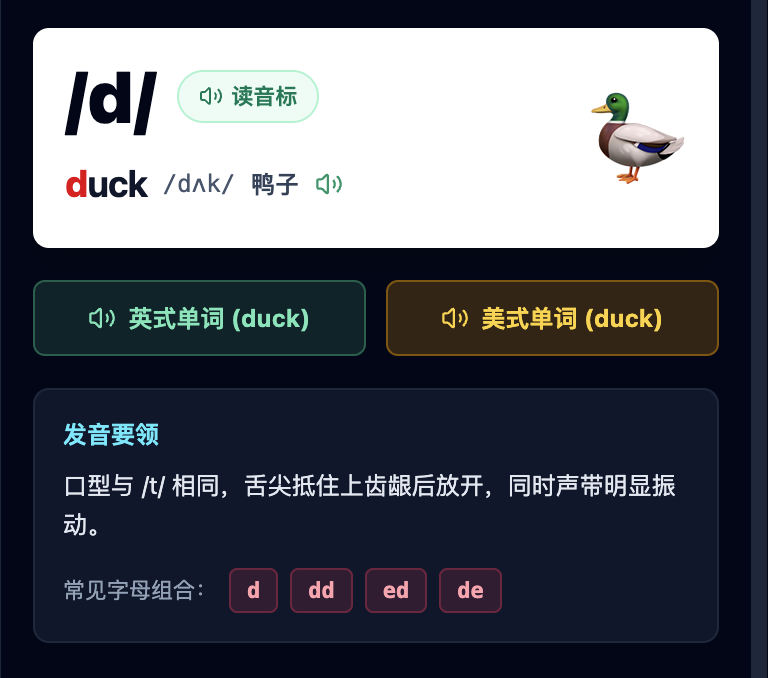 /d/ 读音标
duck /dʌk/ 鸭子
英式单词 (duck) 美式单词 (duck)
发音要领
口型与 /t/ 相同，舌尖抵住上齿龈后放开，同时声带明显振
动。
常见字母组合： d dd ed de